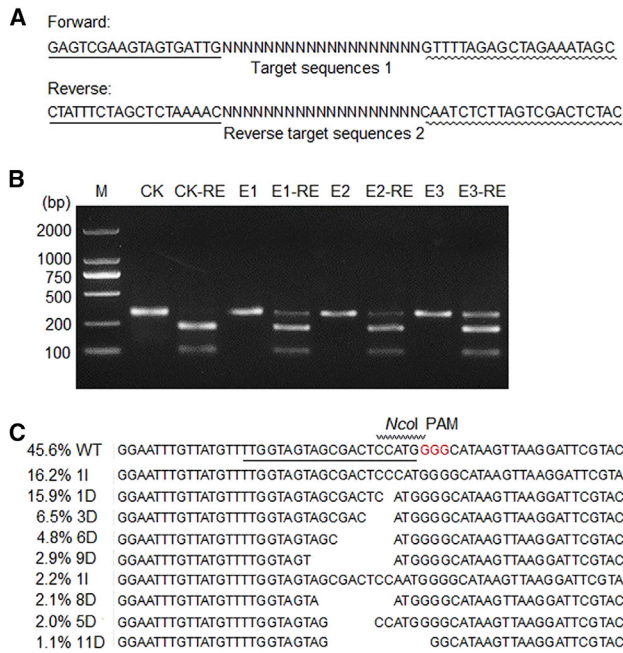 A
Forward:
GAGTCGAAGTAGTGATTGNNNNNNNNNNNNNNNNNNNGTTTTAGAGCTAGAAATAGC
Target sequences 1
Reverse:
CTATTTCTAGCTCTAAAACNNNNNNNNNNNNNNNNNNNCAATCTCTTAGTCGACTCTAC
Reverse target sequences 2
B
M CK CK-RE E1 E1-RE E2 E2-RE E3 E3-RE
(bp)
2000
1000
750
500
200
100
NcoI PAM
C
45.6% WT GGAATTTGTTATGTTTTGGTAGTAGCGACTCCATGGGGCATAAGTTAAGGATTCGTAC
16.2% 1I GGAATTTGTTATGTTTTGGTAGTAGCGACTCCCATGGGGCATAAGTTAAGGATTCGTA
15.9% 1D GGAATTTGTTATGTTTTGGTAGTAGCGACTC ATGGGGCATAAGTTAAGGATTCGTAC
6.5% 3D GGAATTTGTTATGTTTTGGTAGTAGCGAC ATGGGGCATAAGTTAAGGATTCGTAC
4.8% 6D GGAATTTGTTATGTTTTGGTAGTAGC ATGGGGCATAAGTTAAGGATTCGTAC
2.9% 9D GGAATTTGTTATGTTTTGGTAGT ATGGGGCATAAGTTAAGGATTCGTAC
2.2% 1I GGAATTTGTTATGTTTTGGTAGTAGCGACTCCAATGGGGCATAAGTTAAGGATTCGTA
2.1% 8D GGAATTTGTTATGTTTTGGTAGTA ATGGGGCATAAGTTAAGGATTCGTAC
2.0% 5D GGAATTTGTTATGTTTTGGTAGTAG CCATGGGGCATAAGTTAAGGATTCGTAC
1.1% 11D GGAATTTGTTATGTTTTGGTAGTAG GGCATAAGTTAAGGATTCGTAC